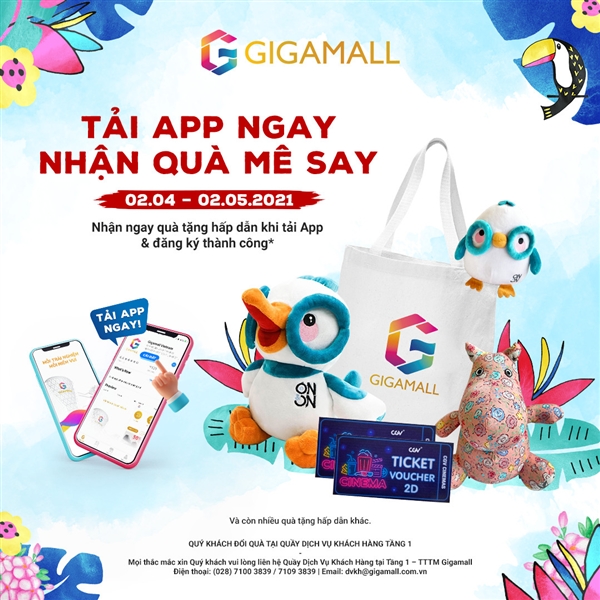 GIGAMALL
TẢI APP NGAY
NHẬN QUÀ MÊ SAY
02.04 – 02.05.2021
Nhận ngay quà tặng hấp dẫn khi tải App
& đăng ký thành công*
TẢI APP
NGAY!
ON
ON
ON
ON
GIGAMALL
CGV
CINEMA
TICKET
VOUCHER
2D
CGV CINEMAS
Và còn nhiều quà tặng hấp dẫn khác.
QUÝ KHÁCH ĐỔI QUÀ TẠI QUẦY DỊCH VỤ KHÁCH HÀNG TẦNG 1
-
Mọi thắc mắc xin Quý khách vui lòng liên hệ Quầy Dịch Vụ Khách Hàng tại Tầng 1 – TTTM Gigamall
Điện thoại: (028) 7100 3839 / 7109 3839 | Email: dvkh@gigamall.com.vn